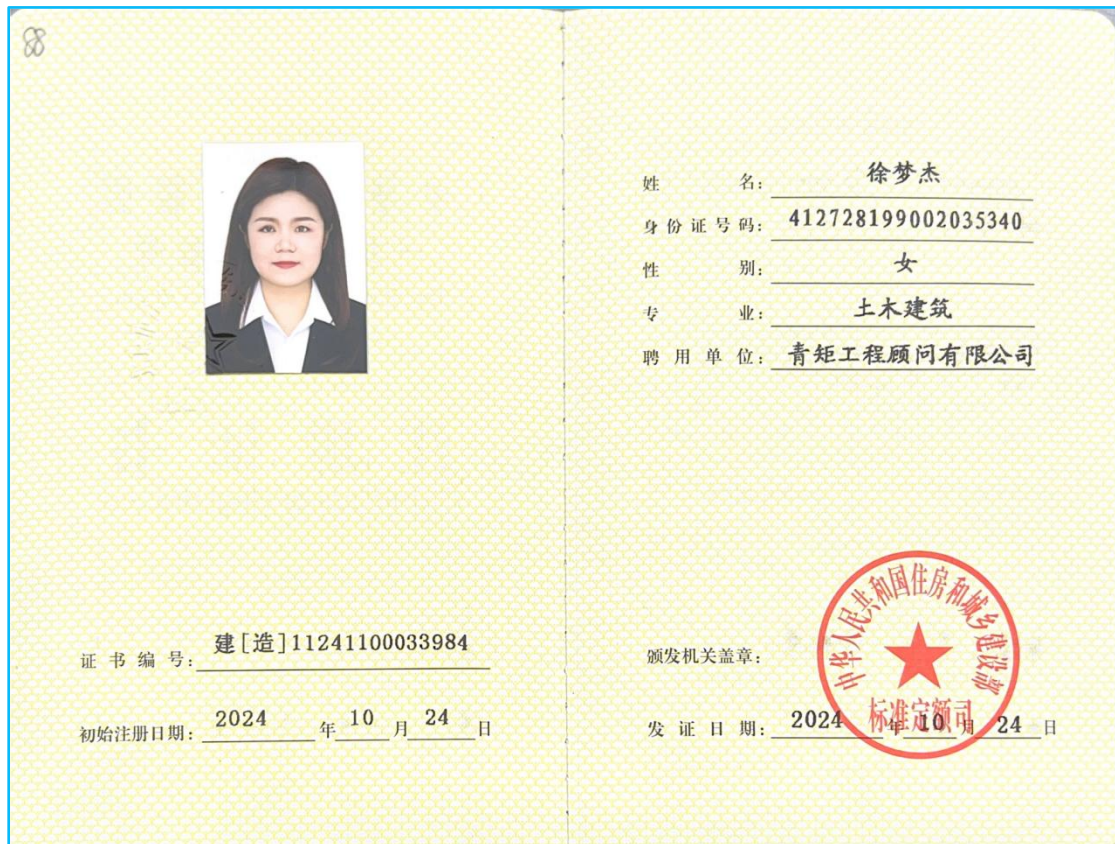 88
证书编号：建[造]11241100033984
初始注册日期：2024年10月24日
姓名：徐梦杰
身份证号码：412728199002035340
性别：女
专业：土木建筑
聘用单位：青矩工程顾问有限公司
颁发机关盖章：
中华人民共和国住房和城乡建设部
标准定额司
发证日期：2024年10月24日